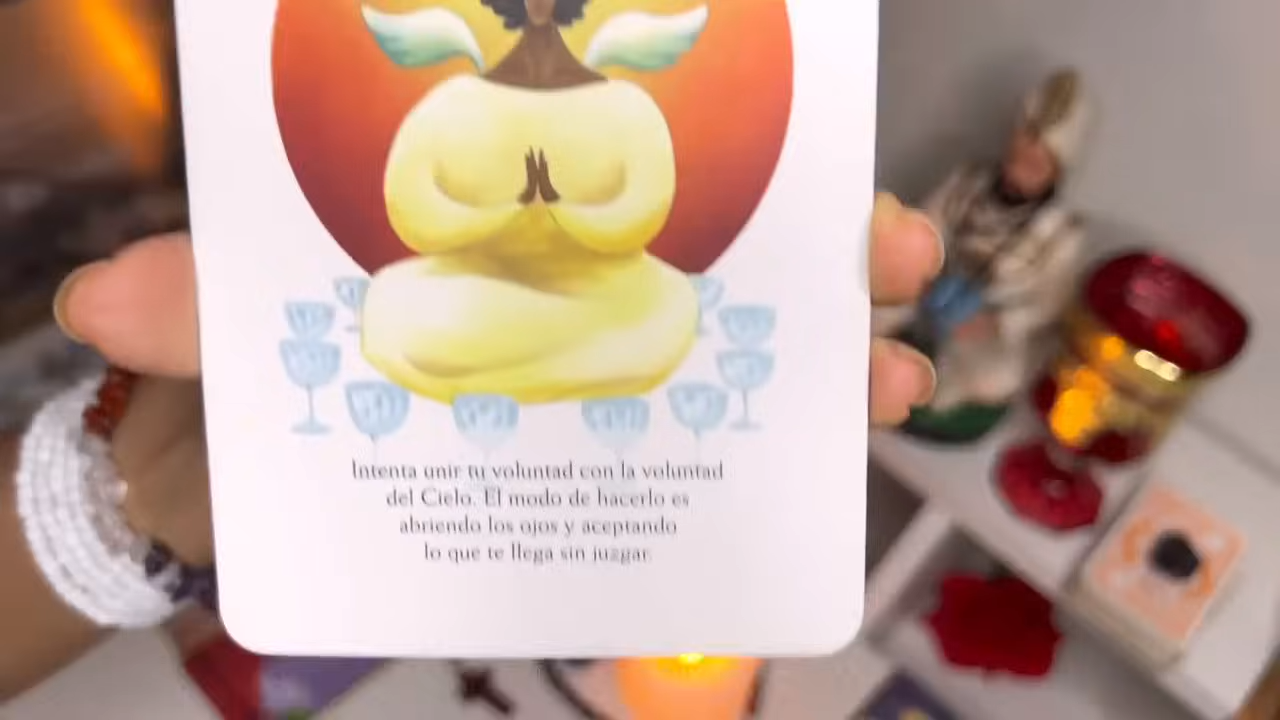 Intenta unir tu voluntad con la voluntad
del Cielo. El modo de hacerlo es
abriendo los ojos y aceptando
lo que te llega sin juzgar.